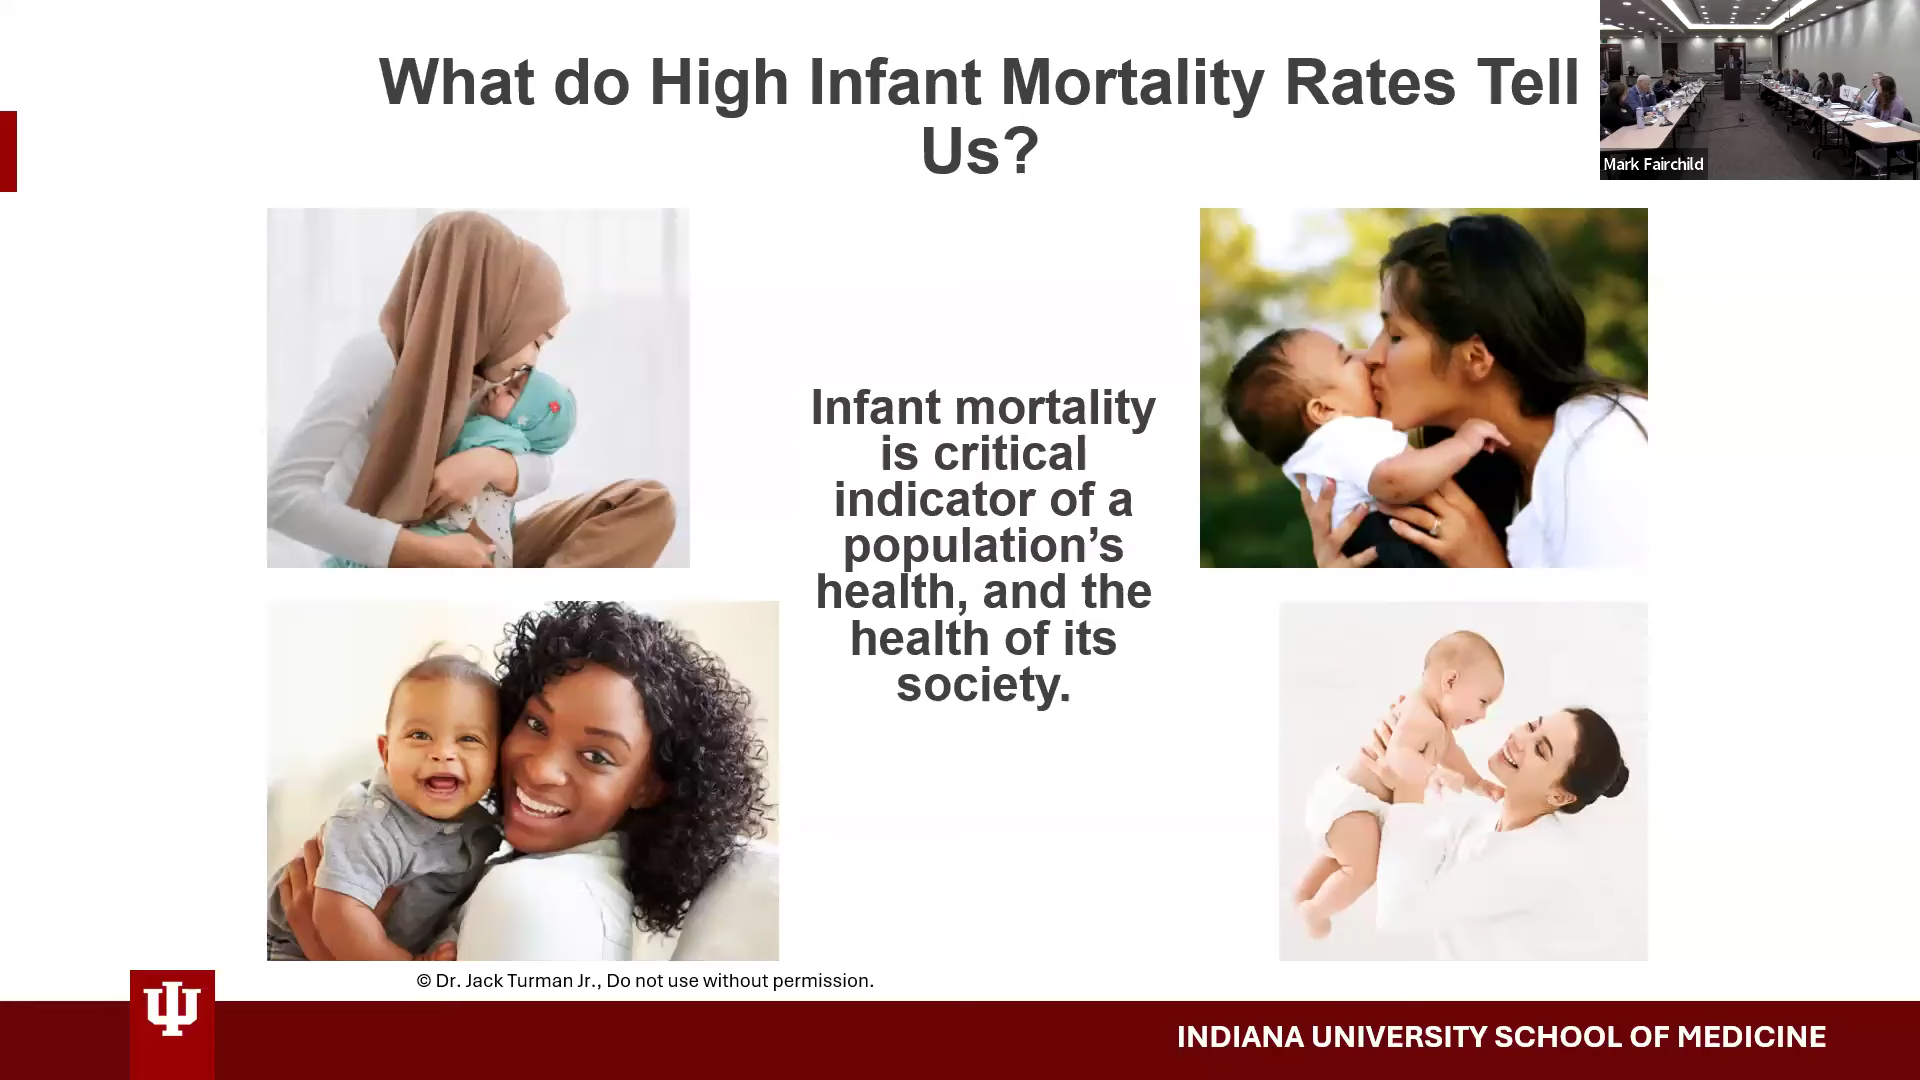 What do High Infant Mortality Rates Tell
Us?
Mark Fairchild
Infant mortality
is critical
indicator of a
population’s
health, and the
health of its
society.
© Dr. Jack Turman Jr., Do not use without permission.
INDIANA UNIVERSITY SCHOOL OF MEDICINE